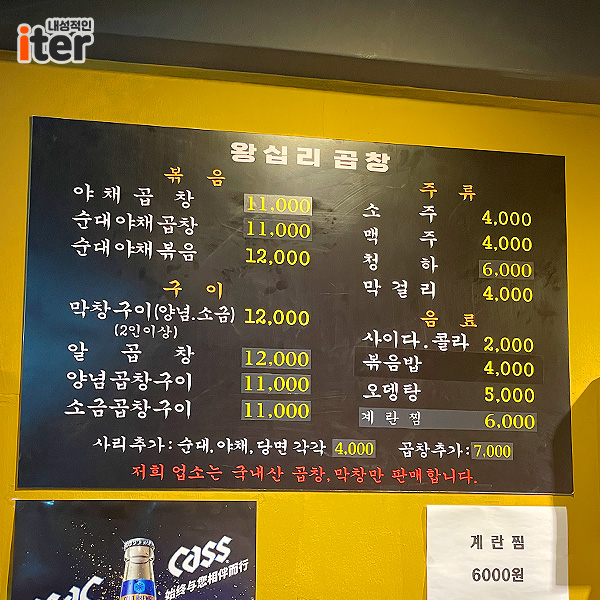 내성적인
iter
왕십리 곱창
볶음
야채곱창 11,000
순대야채곱창 11,000
순대야채볶음 12,000
구이
막창구이(양념.소금) 12,000
(2인이상)
알곱창 12,000
양념곱창구이 11,000
소금곱창구이 11,000
주류
소주 4,000
맥주 4,000
청하 6,000
막걸리 4,000
음료
사이다.콜라 2,000
볶음밥 4,000
오뎅탕 5,000
계란찜 6,000
사리추가: 순대.야채,당면 각각 4,000 곱창추가: 7,000
저희 업소는 국내산 곱창,막창만 판매합니다.
Cass
始终与您相伴而行
계란찜
6000원